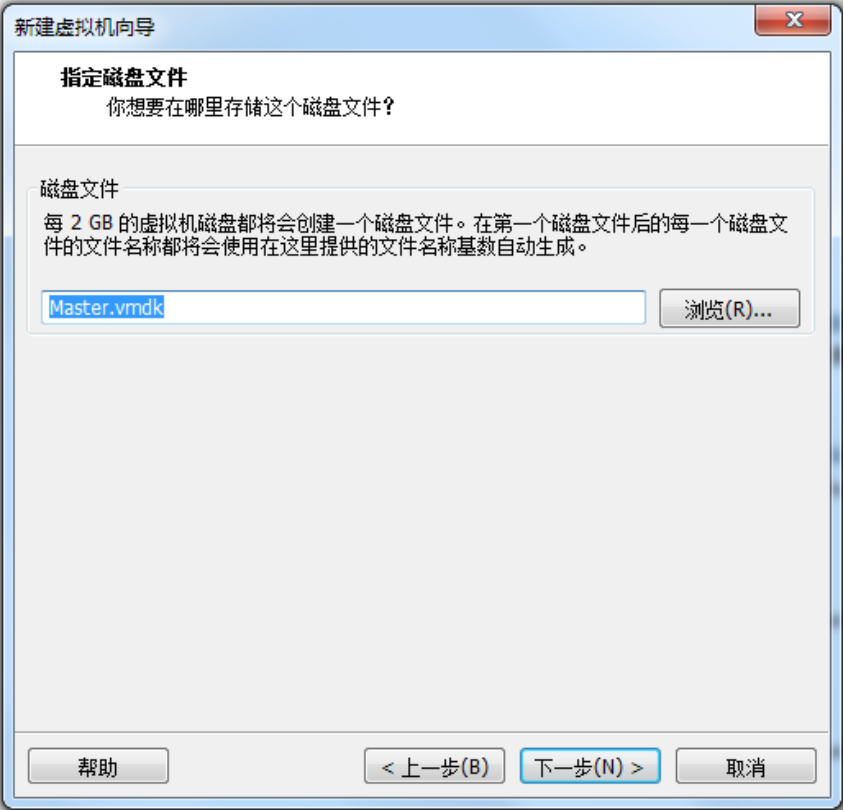 新建虚拟机向导
指定磁盘文件
你想要在哪里存储这个磁盘文件？
磁盘文件
每 2 GB 的虚拟机磁盘都将会创建一个磁盘文件。在第一个磁盘文件后的每一个磁盘文
件的文件名称都将会使用在这里提供的文件名称基数自动生成。
Master.vmdk
浏览(R)...
帮助
< 上一步(B)
下一步(N) >
取消